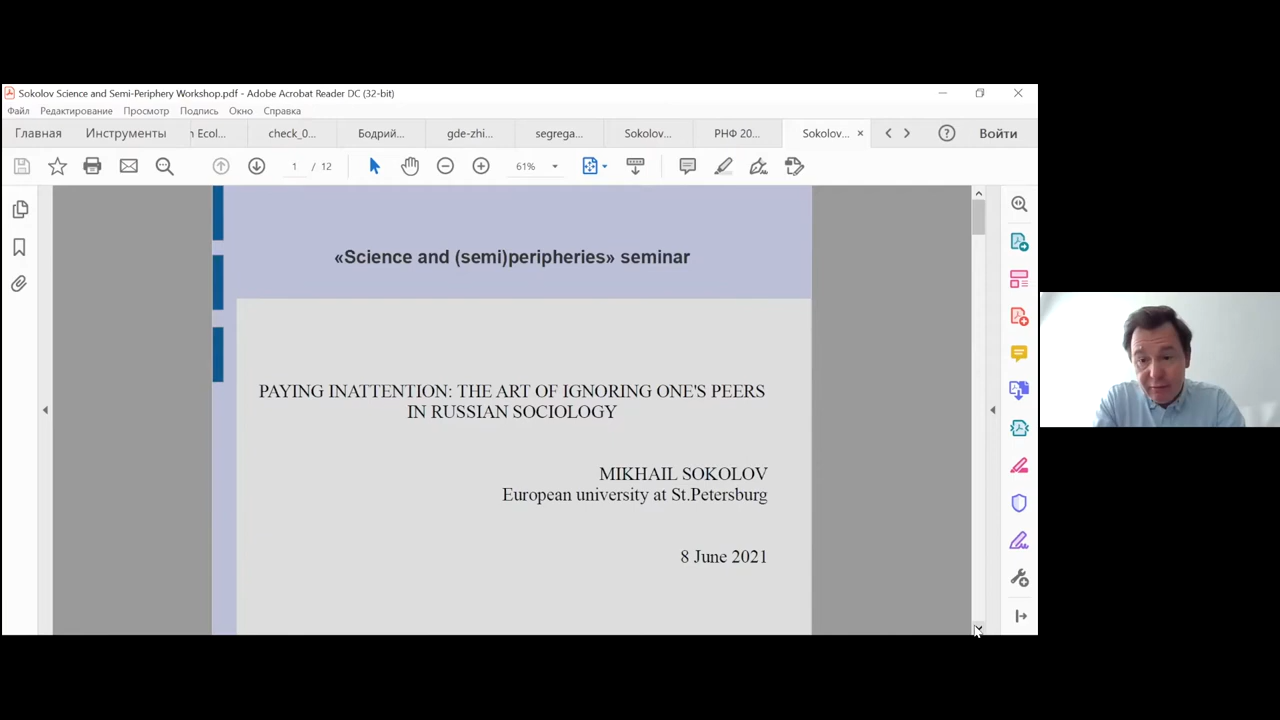 Sokolov Science and Semi-Periphery Workshop.pdf - Adobe Acrobat Reader DC (32-bit)
Файл Редактирование Просмотр Подпись Окно Справка
Главная Инструменты ı Ecol... check_0... Бодрий... gde-zhi... segrega... Sokolov... РНФ 20... Sokolov... × Войти
1 / 12 61%
«Science and (semi)peripheries» seminar
PAYING INATTENTION: THE ART OF IGNORING ONE'S PEERS
IN RUSSIAN SOCIOLOGY
MIKHAIL SOKOLOV
European university at St.Petersburg
8 June 2021